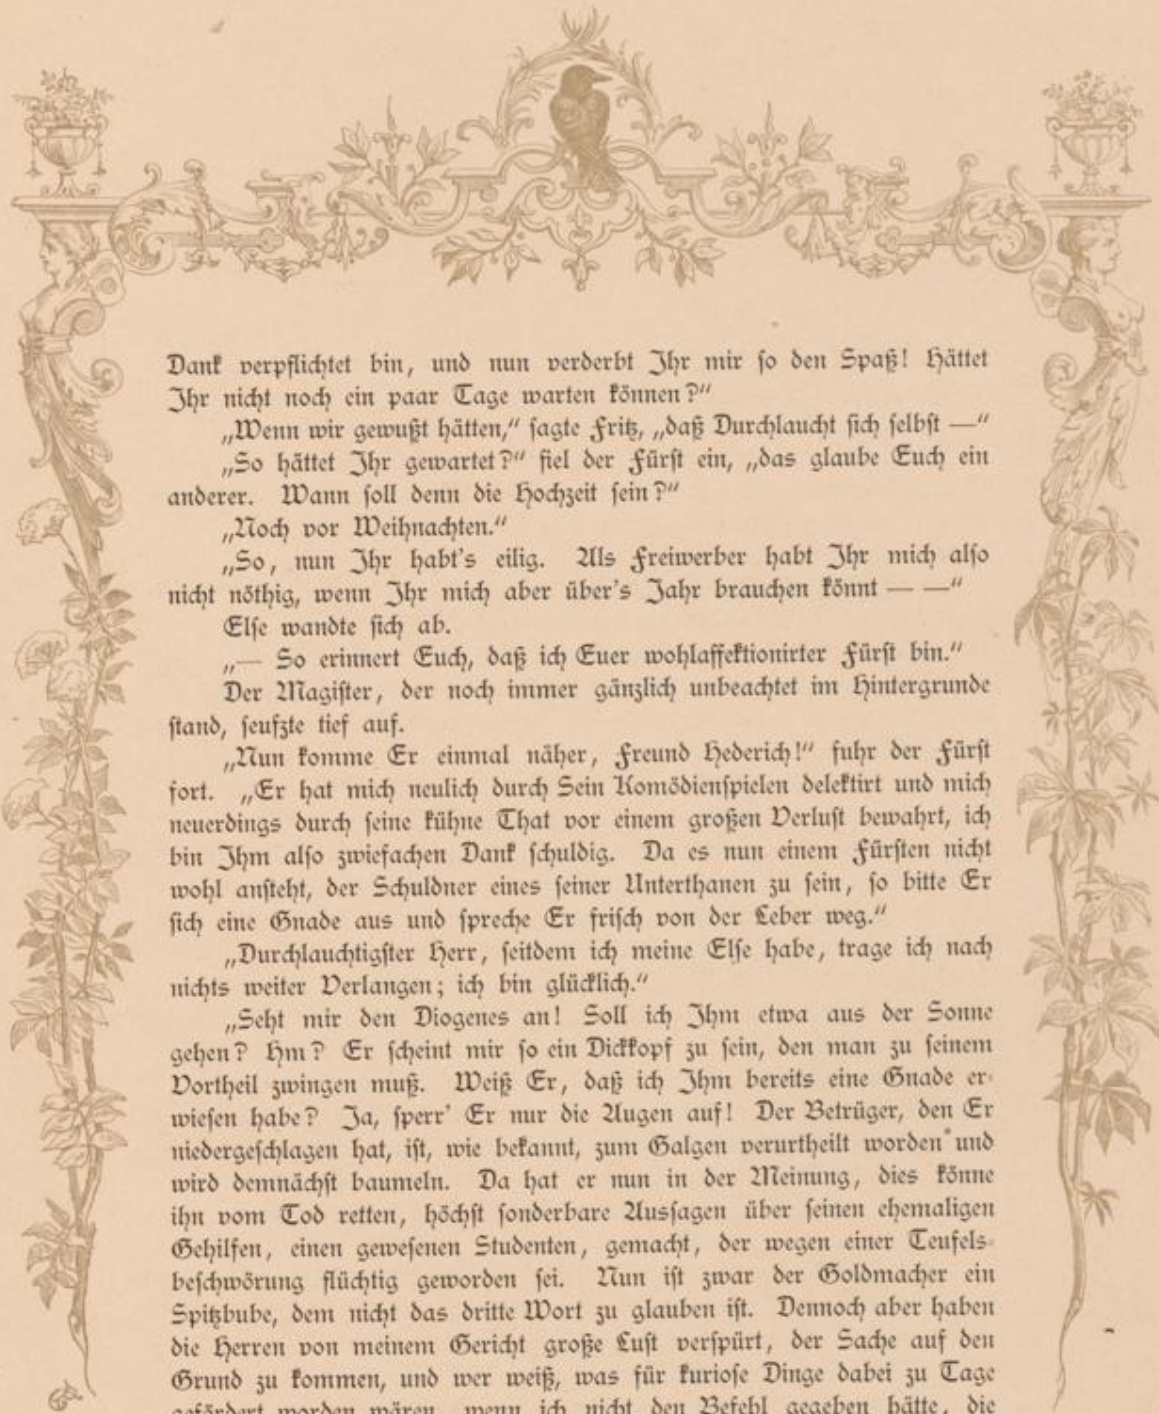 Dank verpflichtet bin, und nun verderbt Ihr mir so den Spaß! Hättet
Ihr nicht noch ein paar Tage warten können?“
„Wenn wir gewußt hätten,“ sagte Fritz, „daß Durchlaucht sich selbst —“
„So hättet Ihr gewartet?“ fiel der Fürst ein, „das glaube Euch ein
anderer. Wann soll denn die Hochzeit sein?“
„Noch vor Weihnachten.“
„So, nun Ihr habt's eilig. Als Freiwerber habt Ihr mich also
nicht nöthig, wenn Ihr mich aber über's Jahr brauchen könnt — —“
Else wandte sich ab.
„— So erinnert Euch, daß ich Euer wohlaffektionirter Fürst bin.“
Der Magister, der noch immer gänzlich unbeachtet im Hintergrunde
stand, seufzte tief auf.
„Nun komme Er einmal näher, Freund Hederich!“ fuhr der Fürst
fort. „Er hat mich neulich durch Sein Komödienspielen delektirt und mich
neuerdings durch seine kühne That vor einem großen Verlust bewahrt, ich
bin Ihm also zwiefachen Dank schuldig. Da es nun einem Fürsten nicht
wohl ansteht, der Schuldner eines seiner Unterthanen zu sein, so bitte Er
sich eine Gnade aus und spreche Er frisch von der Leber weg.“
„Durchlauchtigster Herr, seitdem ich meine Else habe, trage ich nach
nichts weiter Verlangen; ich bin glücklich.“
„Seht mir den Diogenes an! Soll ich Ihm etwa aus der Sonne
gehen? Hm? Er scheint mir so ein Dickkopf zu sein, den man zu seinem
Vortheil zwingen muß. Weiß Er, daß ich Ihm bereits eine Gnade er-
wiesen habe? Ja, sperr' Er nur die Augen auf! Der Betrüger, den Er
niedergeschlagen hat, ist, wie bekannt, zum Galgen verurtheilt worden und
wird demnächst baumeln. Da hat er nun in der Meinung, dies könne
ihn vom Tod retten, höchst sonderbare Aussagen über seinen ehemaligen
Gehilfen, einen gewesenen Studenten, gemacht, der wegen einer Teufels-
beschwörung flüchtig geworden sei. Nun ist zwar der Goldmacher ein
Spitzbube, dem nicht das dritte Wort zu glauben ist. Dennoch aber haben
die Herren von meinem Gericht große Lust verspürt, der Sache auf den
Grund zu kommen, und wer weiß, was für kuriose Dinge dabei zu Tage
gefördert worden wären, wenn ich nicht den Befehl gegeben hätte, die